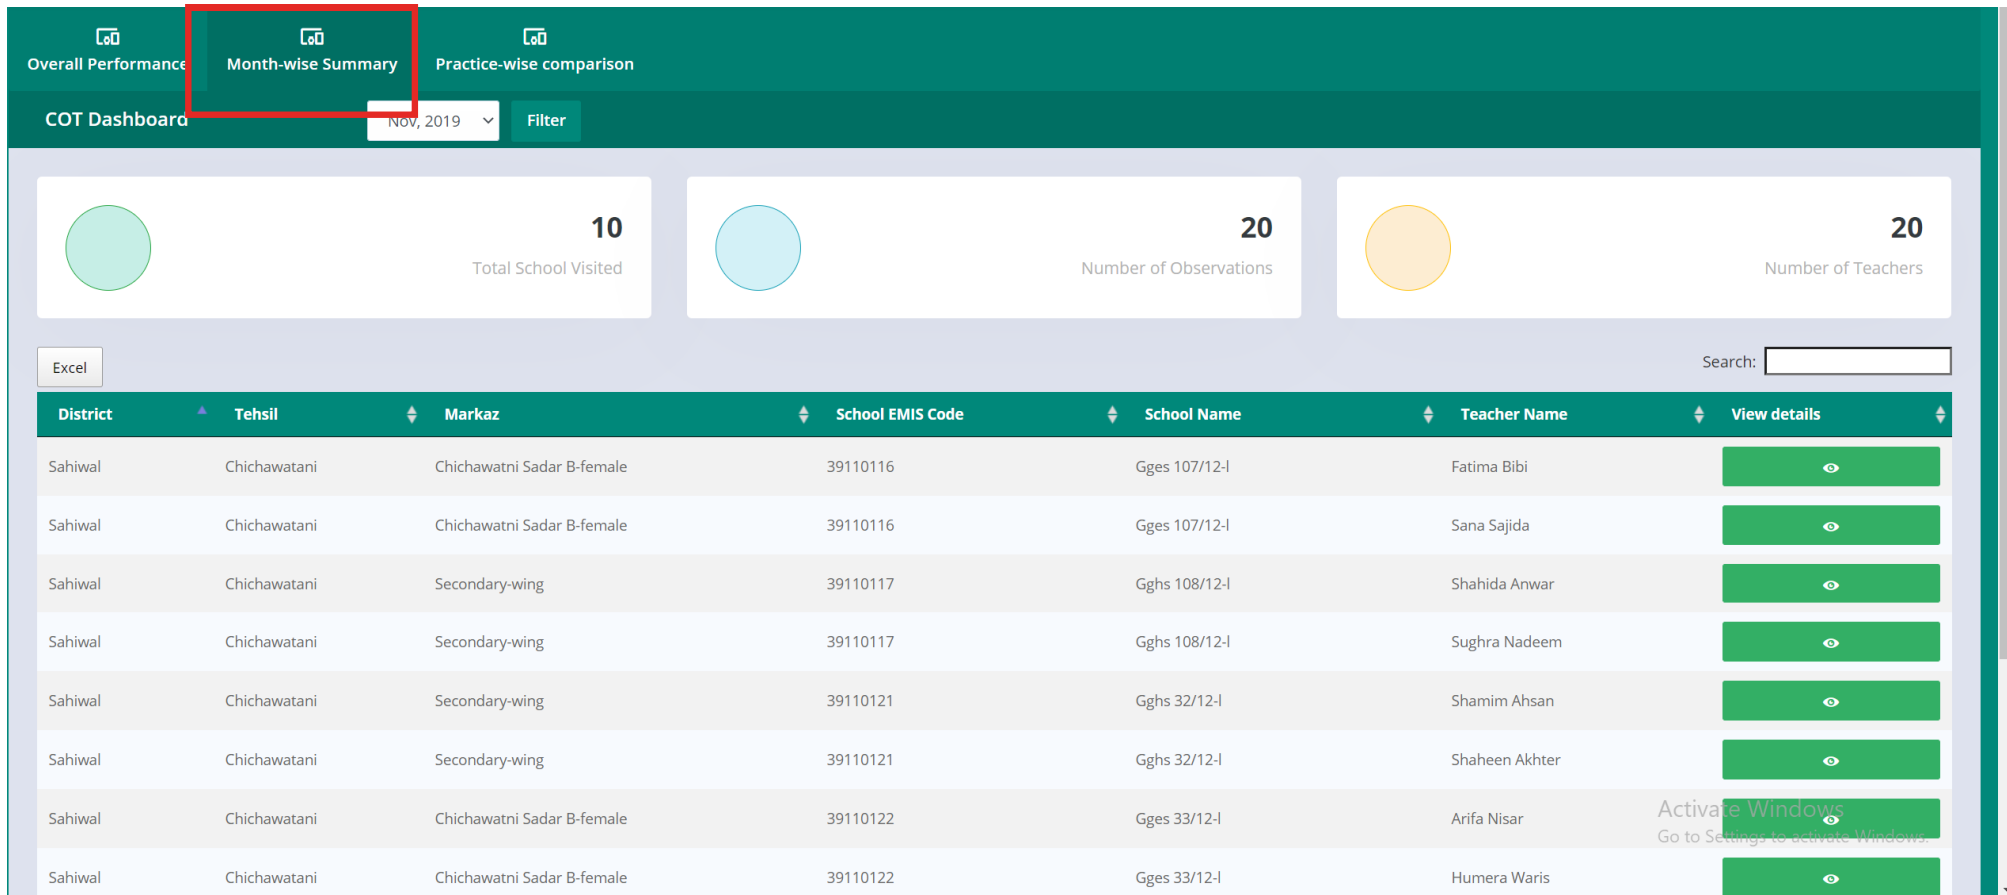 Overall Performance Month-wise Summary Practice-wise comparison
COT Dashboard Nov, 2019 Filter
10 20 20
Total School Visited Number of Observations Number of Teachers
Excel Search:
District Tehsil Markaz School EMIS Code School Name Teacher Name View details
Sahiwal Chichawatani Chichawatni Sadar B-female 39110116 Gges 107/12-l Fatima Bibi
Sahiwal Chichawatani Chichawatni Sadar B-female 39110116 Gges 107/12-l Sana Sajida
Sahiwal Chichawatani Secondary-wing 39110117 Gghs 108/12-l Shahida Anwar
Sahiwal Chichawatani Secondary-wing 39110117 Gghs 108/12-l Sughra Nadeem
Sahiwal Chichawatani Secondary-wing 39110121 Gghs 32/12-l Shamim Ahsan
Sahiwal Chichawatani Secondary-wing 39110121 Gghs 32/12-l Shaheen Akhter
Sahiwal Chichawatani Chichawatni Sadar B-female 39110122 Gges 33/12-l Arifa Nisar
Activate Windows
Go to Settings to activate Windows.
Sahiwal Chichawatani Chichawatni Sadar B-female 39110122 Gges 33/12-l Humera Waris